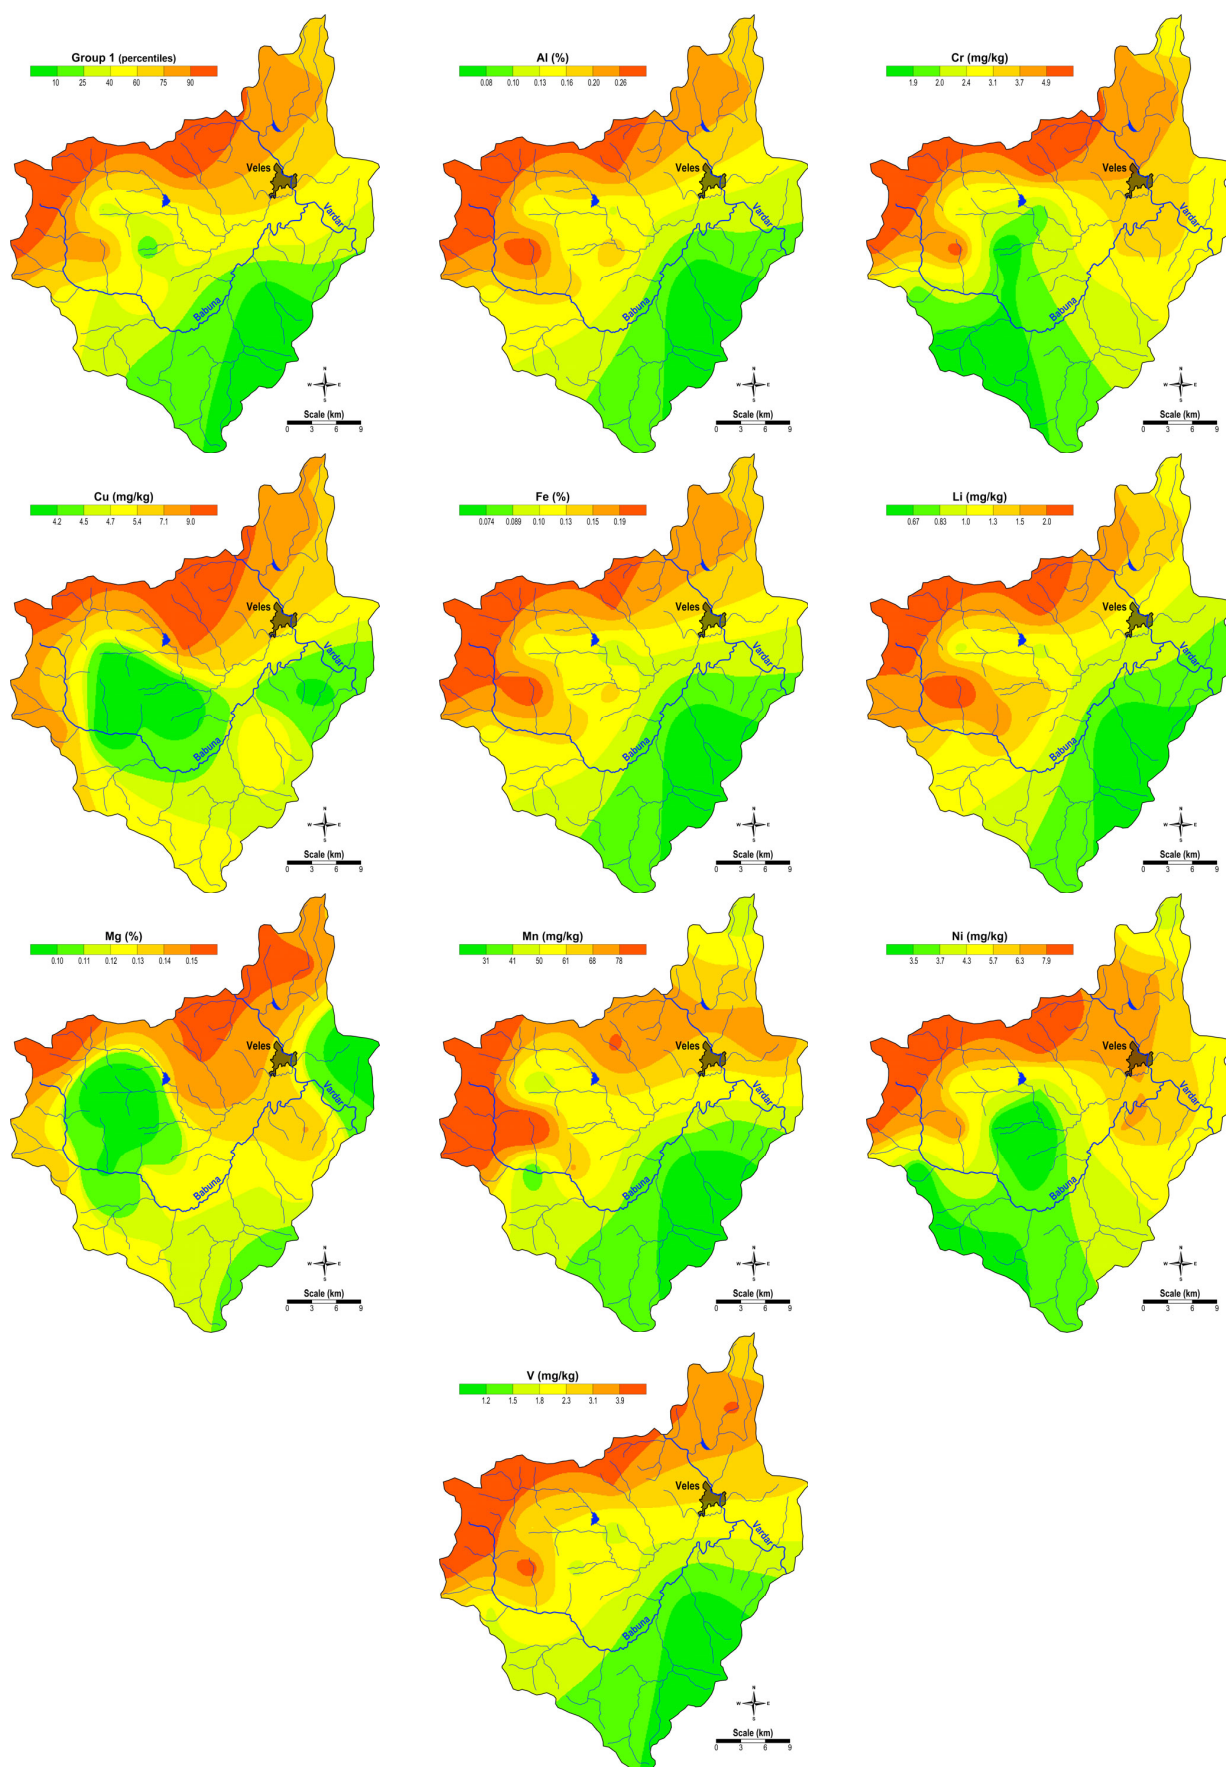 Group 1 (percentiles)
10 25 40 60 75 90
Veles
Vardar
Babuna
N
W E
S
Scale (km)
0 3 6 9
Al (%)
0.08 0.10 0.13 0.16 0.20 0.26
Veles
Vardar
Babuna
N
W E
S
Scale (km)
0 3 6 9
Cr (mg/kg)
1.9 2.0 2.4 3.1 3.7 4.9
Veles
Vardar
Babuna
N
W E
S
Scale (km)
0 3 6 9
Cu (mg/kg)
4.2 4.5 4.7 5.4 7.1 9.0
Veles
Vardar
Babuna
N
W E
S
Scale (km)
0 3 6 9
Fe (%)
0.074 0.089 0.10 0.13 0.15 0.19
Veles
Vardar
Babuna
N
W E
S
Scale (km)
0 3 6 9
Li (mg/kg)
0.67 0.83 1.0 1.3 1.5 2.0
Veles
Vardar
Babuna
N
W E
S
Scale (km)
0 3 6 9
Mg (%)
0.10 0.11 0.12 0.13 0.14 0.15
Veles
Vardar
Babuna
N
W E
S
Scale (km)
0 3 6 9
Mn (mg/kg)
31 41 50 61 68 78
Veles
Vardar
Babuna
N
W E
S
Scale (km)
0 3 6 9
Ni (mg/kg)
3.5 3.7 4.3 5.7 6.3 7.9
Veles
Vardar
Babuna
N
W E
S
Scale (km)
0 3 6 9
V (mg/kg)
1.2 1.5 1.8 2.3 3.1 3.9
Veles
Vardar
Babuna
N
W E
S
Scale (km)
0 3 6 9